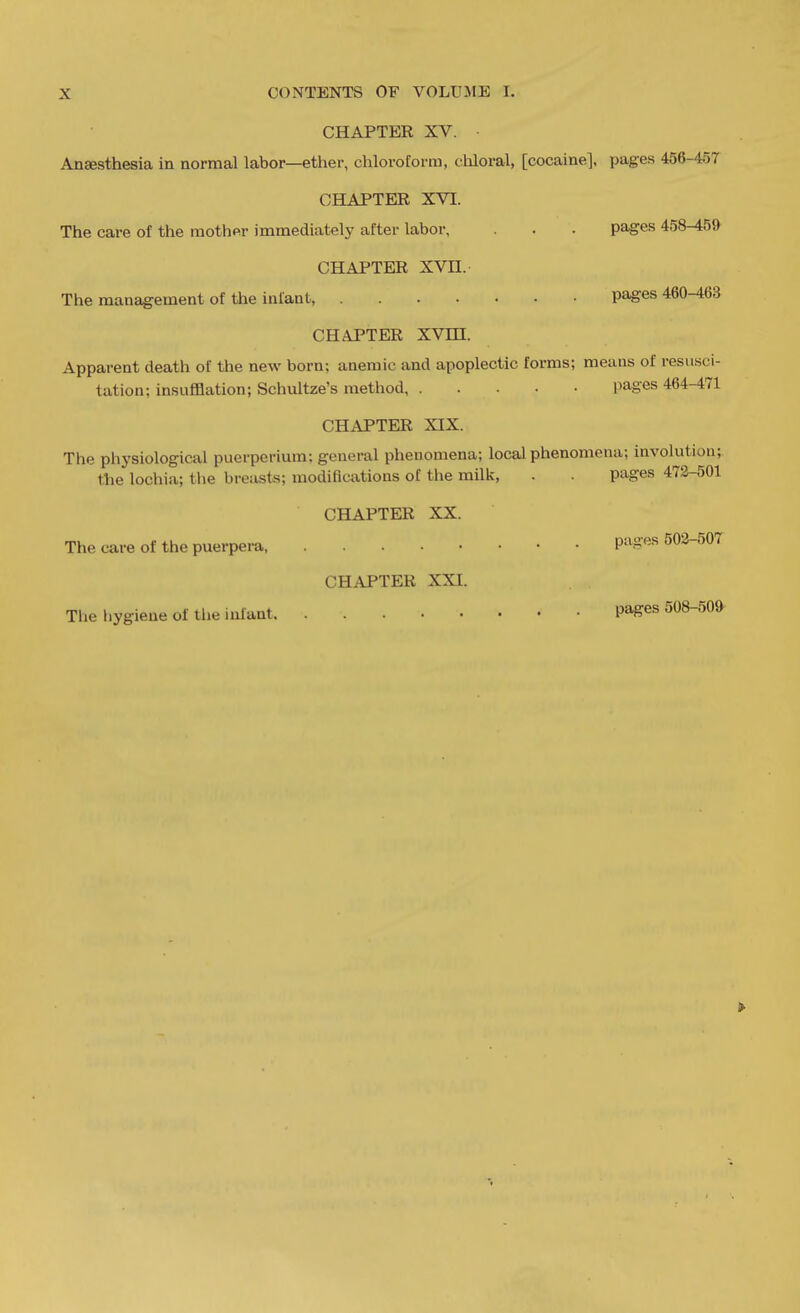 X CONTENTS OF VOLUME I.
CHAPTER XV.
Anæsthesia in normal labor—ether, chloroform, chloral, [cocaine], pages 456-457
CHAPTER XVI.
The care of the mother immediately after labor, . . . pages 458-459
CHAPTER XVII.
The management of the infant, . . . . . . . pages 460-463
CHAPTER XVIII.
Apparent death of the new born; anemic and apoplectic forms; means of resusci-
tation; insufflation; Schultze's method, . . . . . pages 464-471
CHAPTER XIX.
The physiological puerperium; general phenomena; local phenomena; involution;
the lochia; the breasts; modifications of the milk, . . pages 472-501
CHAPTER XX.
The care of the puerpera, . . . . . . . . pages 502-507
CHAPTER XXI.
The hygiene of the infant. . . . . . . . . pages 508-509